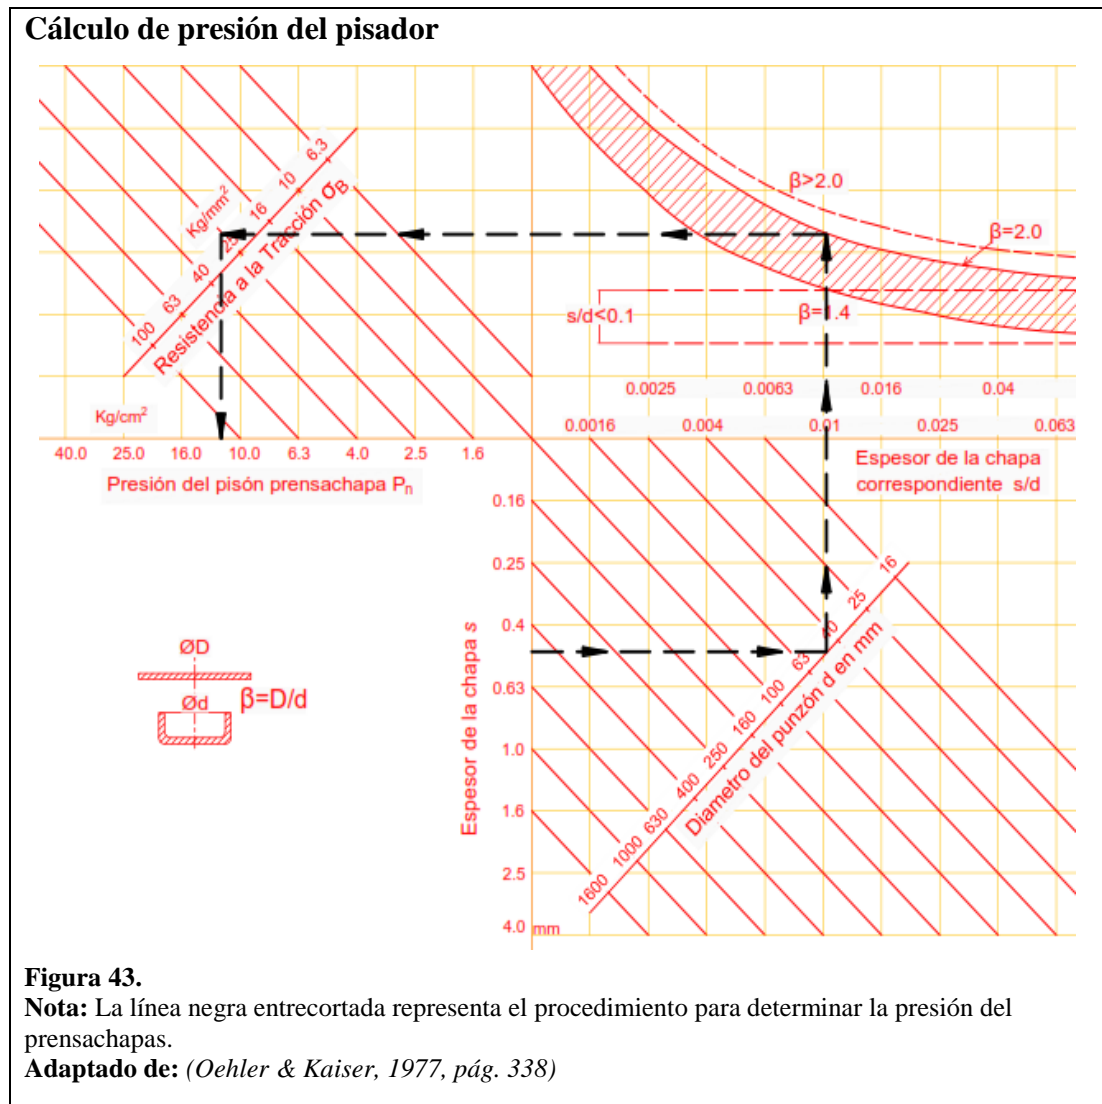 Cálculo de presión del pisador
6.3
10
16
25
40
63
100
Kg/mm²
Resistencia a la Tracción σB
β>2.0
β=2.0
s/d<0.1
β=1.4
0.0025 0.0063 0.016 0.04
0.0016 0.004 0.01 0.025 0.063
Kg/cm²
40.0 25.0 16.0 10.0 6.3 4.0 2.5 1.6
Presión del pisón prensachapa Pn
Espesor de la chapa
correspondiente s/d
0.16
0.25
0.4
0.63
1.0
1.6
2.5
4.0 mm
Espesor de la chapa s
16
25
40
63
100
160
250
400
630
1000
1600
Diametro del punzón d en mm
ØD
Ød
β=D/d
Figura 43.
Nota: La línea negra entrecortada representa el procedimiento para determinar la presión del
prensachapas.
Adaptado de: (Oehler & Kaiser, 1977, pág. 338)